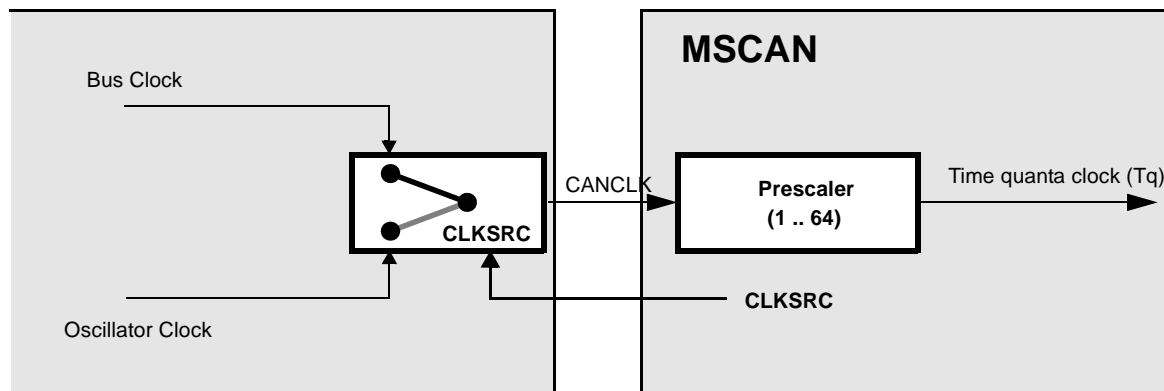 MSCAN
Bus Clock
CANCLK
Prescaler
(1 .. 64)
Time quanta clock (Tq)
CLKSRC
CLKSRC
Oscillator Clock